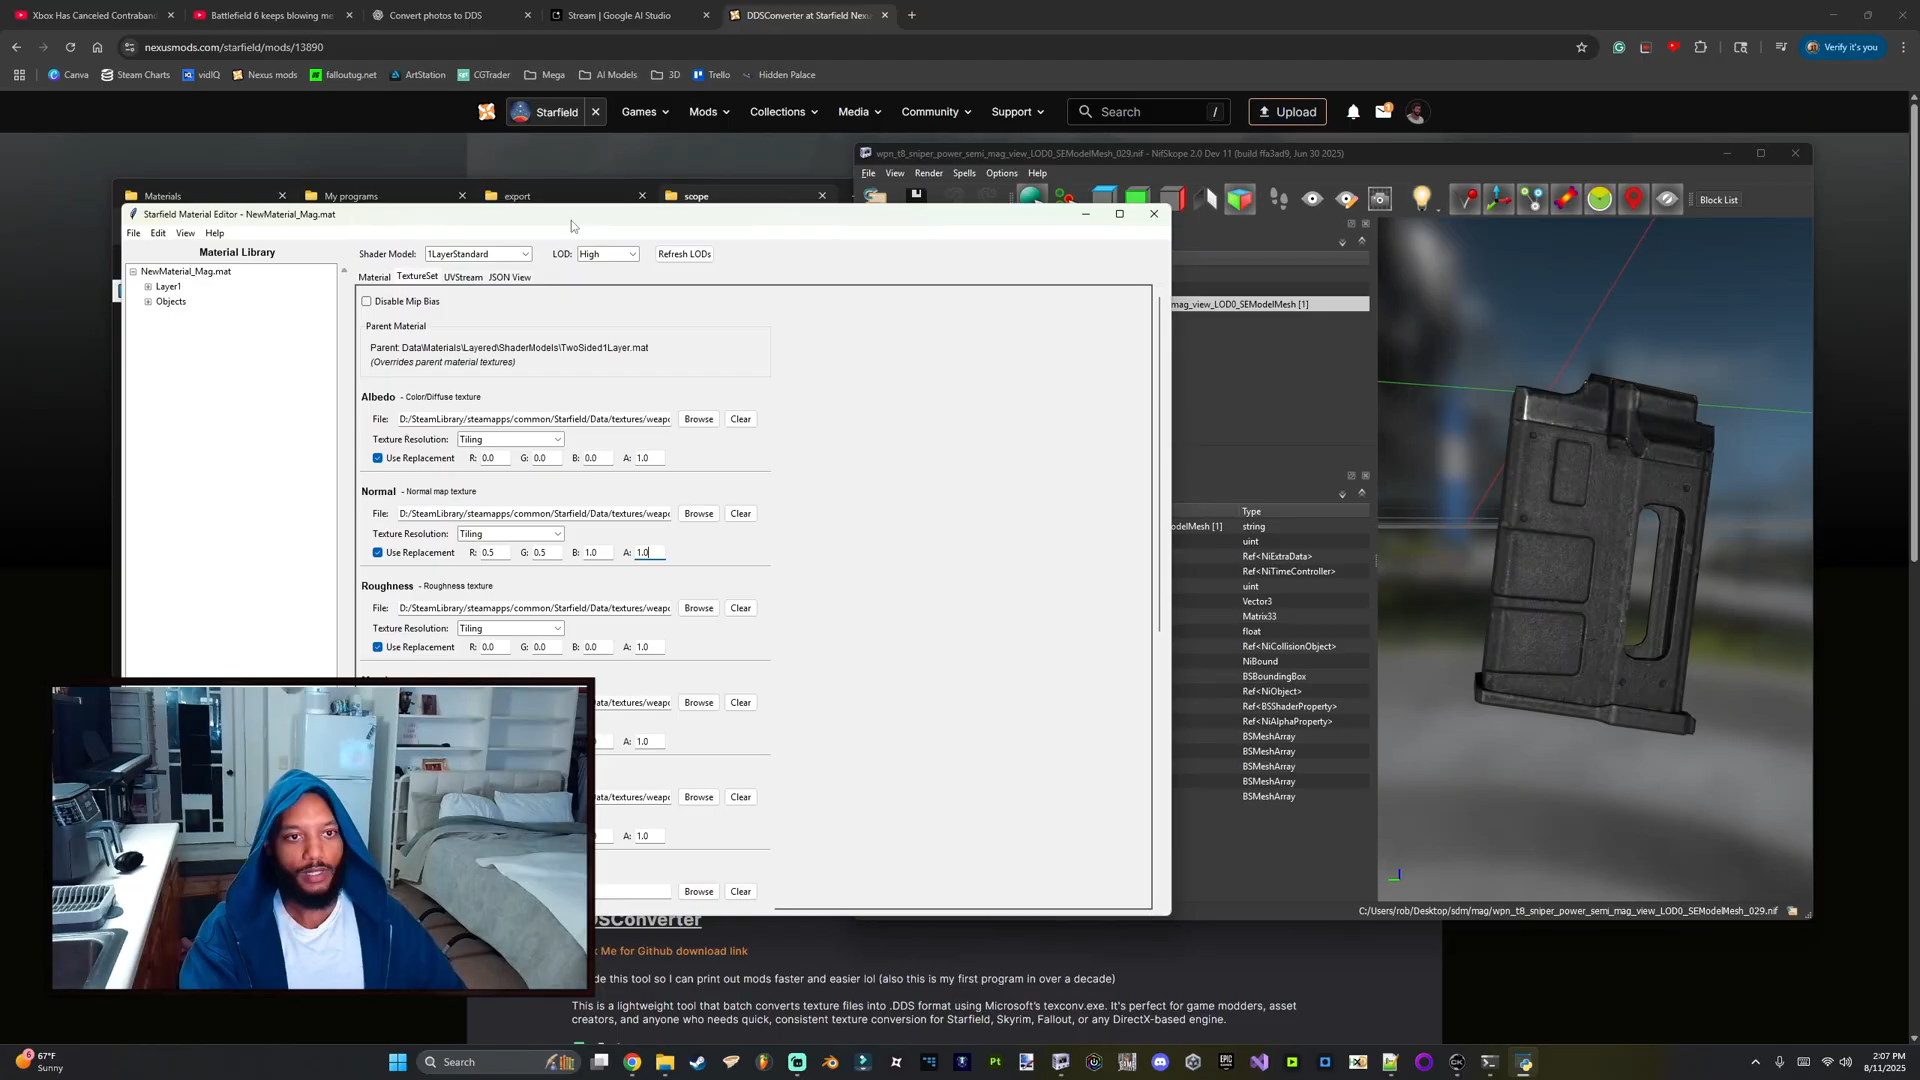 Xbox Has Canceled Contraband
Battlefield 6 keeps blowing me
Convert photos to DDS
Stream | Google AI Studio
DDSConverter at Starfield Nexu
nexusmods.com/starfield/mods/13890
Verify it's you
Canva
Steam Charts
vidIQ
Nexus mods
falloutug.net
ArtStation
CGTrader
Mega
AI Models
3D
Trello
Hidden Palace
Starfield
Games
Mods
Collections
Media
Community
Support
Search
/
Upload
1
wpn_t8_sniper_power_semi_mag_view_LOD0_SEModelMesh_029.nif - NifSkope 2.0 Dev 11 (build ffa3ad9, Jun 30 2025)
File View Render Spells Options Help
Block List
Materials
My programs
export
scope
Starfield Material Editor - NewMaterial_Mag.mat
File Edit View Help
Material Library
NewMaterial_Mag.mat
Layer1
Objects
Shader Model: 1LayerStandard LOD: High Refresh LODs
Material TextureSet UVStream JSON View
Disable Mip Bias
Parent Material
Parent: Data\Materials\Layered\ShaderModels\TwoSided1Layer.mat
(Overrides parent material textures)
Albedo - Color/Diffuse texture
File: D:/SteamLibrary/steamapps/common/Starfield/Data/textures/weapo Browse Clear
Texture Resolution: Tiling
Use Replacement R: 0.0 G: 0.0 B: 0.0 A: 1.0
Normal - Normal map texture
File: D:/SteamLibrary/steamapps/common/Starfield/Data/textures/weapo Browse Clear
Texture Resolution: Tiling
Use Replacement R: 0.5 G: 0.5 B: 1.0 A: 1.0
Roughness - Roughness texture
File: D:/SteamLibrary/steamapps/common/Starfield/Data/textures/weapo Browse Clear
Texture Resolution: Tiling
Use Replacement R: 0.0 G: 0.0 B: 0.0 A: 1.0
ata/textures/weapo Browse Clear
A: 1.0
ata/textures/weapo Browse Clear
A: 1.0
Browse Clear
mag_view_LOD0_SEModelMesh [1]
Type
odelMesh [1] string
uint
Ref<NiExtraData>
Ref<NiTimeController>
uint
Vector3
Matrix33
float
Ref<NiCollisionObject>
NiBound
BSBoundingBox
Ref<NiObject>
Ref<BSShaderProperty>
Ref<NiAlphaProperty>
BSMeshArray
BSMeshArray
BSMeshArray
BSMeshArray
BSMeshArray
C:/Users/rob/Desktop/sdm/mag/wpn_t8_sniper_power_semi_mag_view_LOD0_SEModelMesh_029.nif
DSConverter
k Me for Github download link
de this tool so I can print out mods faster and easier lol (also this is my first program in over a decade)
This is a lightweight tool that batch converts texture files into .DDS format using Microsoft's texconv.exe. It's perfect for game modders, asset
creators, and anyone who needs quick, consistent texture conversion for Starfield, Skyrim, Fallout, or any DirectX-based engine.
6
67°F
Sunny
Search
Pt
CK
2:07 PM
8/11/2025